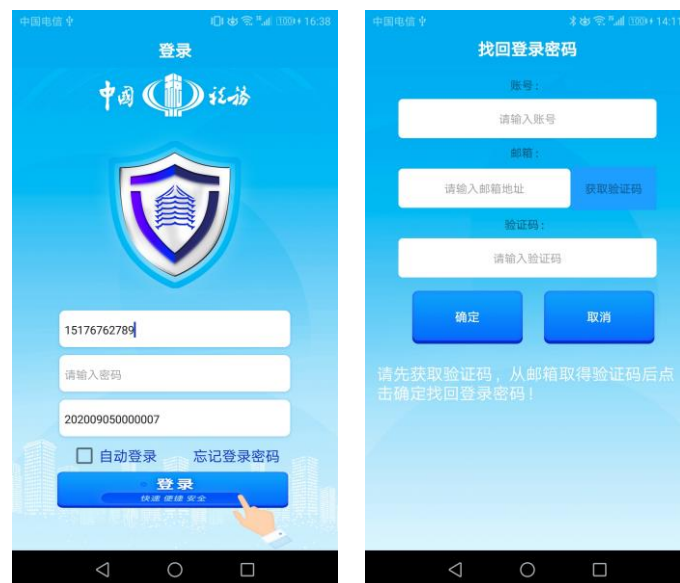 中国电信
100
16:38
登录
中國
税務
15176762789
请输入密码
202009050000007
自动登录
忘记登录密码
登录
快速 便捷 安全
中国电信
100
14:11
找回登录密码
账号：
请输入账号
邮箱：
请输入邮箱地址
获取验证码
验证码：
请输入验证码
确定
取消
请先获取验证码，从邮箱取得验证码后点
击确定找回登录密码！